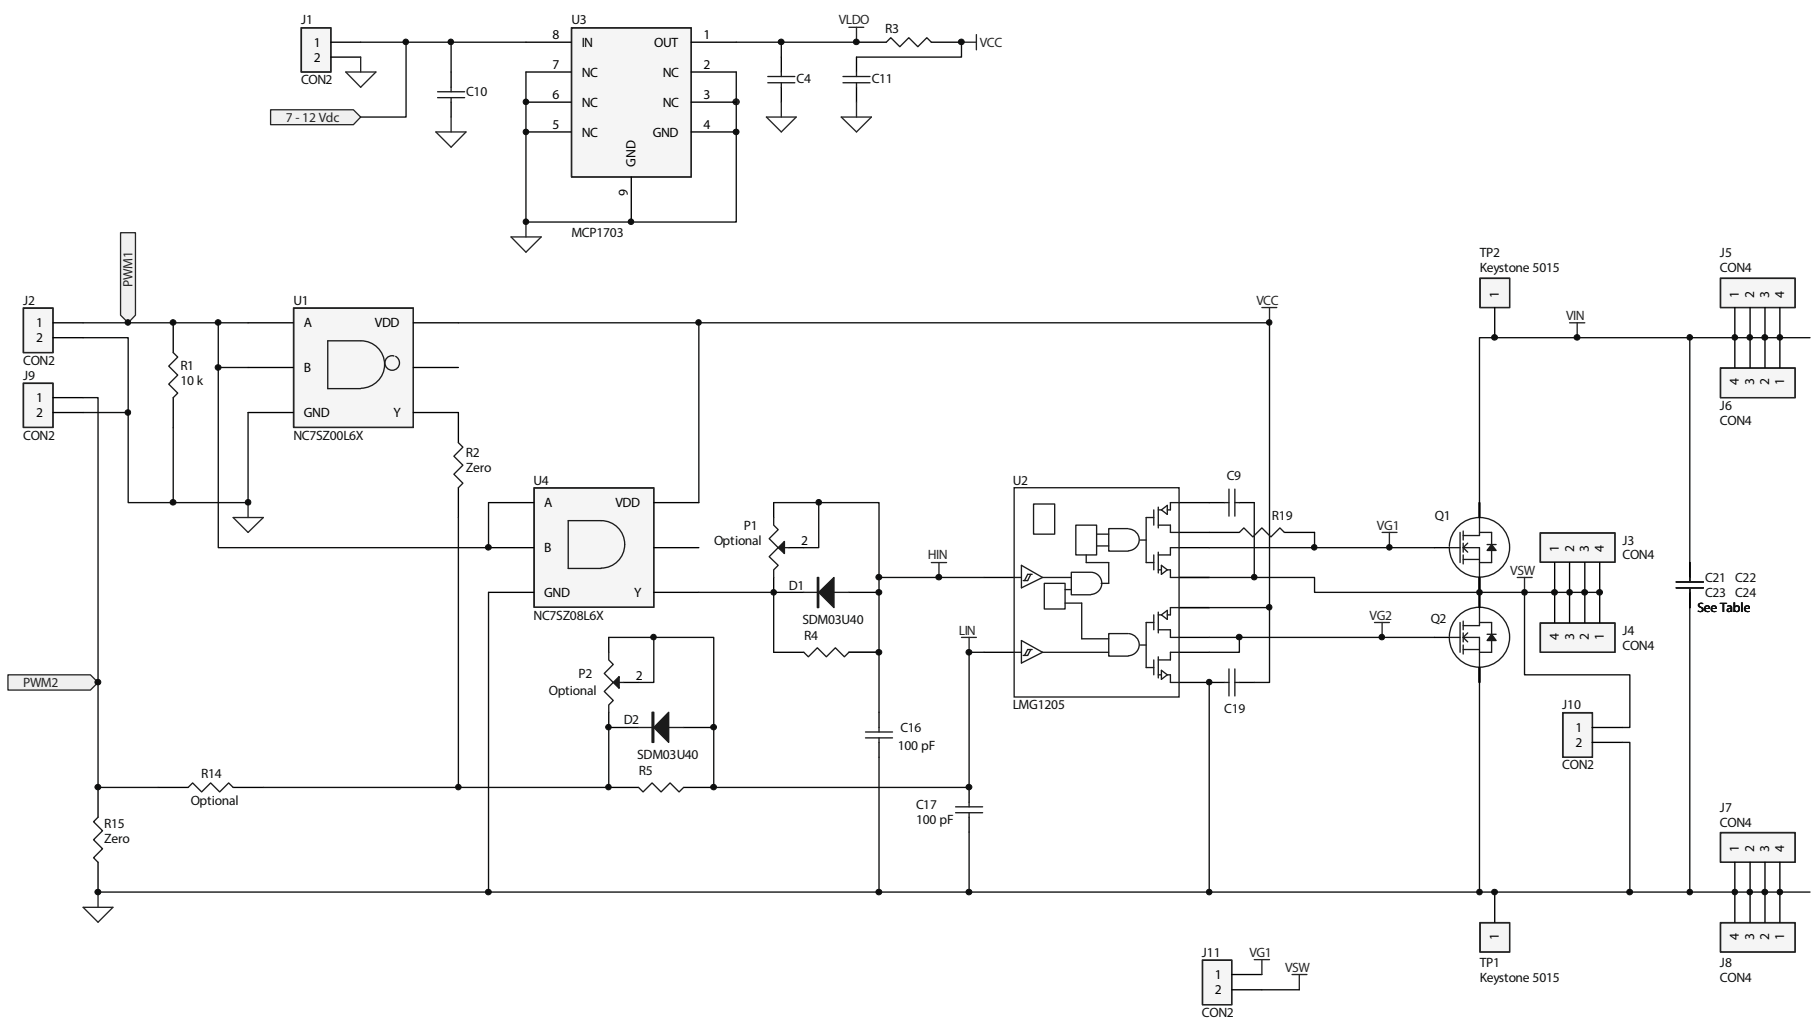 J1
1
2
CON2
7 - 12 Vdc
C10
U3
8 IN OUT 1
7 NC NC 2
6 NC NC 3
5 NC GND 4
GND
9
MCP1703
VLDO
R3
VCC
C4
C11
PWM1
J2
1
2
CON2
J9
1
2
CON2
R1
10 k
U1
A VDD
B
GND Y
NC7SZ00L6X
R2
Zero
U4
A VDD
B
GND Y
NC7SZ08L6X
P1
Optional
2
D1
SDM03U40
R4
P2
Optional
2
D2
SDM03U40
R5
PWM2
R14
Optional
R15
Zero
C16
100 pF
C17
100 pF
HIN
LIN
U2
LMG1205
C9
R19
C19
VCC
VG1
VG2
Q1
Q2
VSW
TP2
Keystone 5015
1
VIN
J5
CON4
1 2 3 4
4 3 2 1
J6
CON4
1 2 3 4
J3
CON4
4 3 2 1
J4
CON4
C21 C22
C23 C24
See Table
J10
1
2
CON2
J7
CON4
1 2 3 4
4 3 2 1
J8
CON4
1
TP1
Keystone 5015
J11
1
2
CON2
VG1
VSW